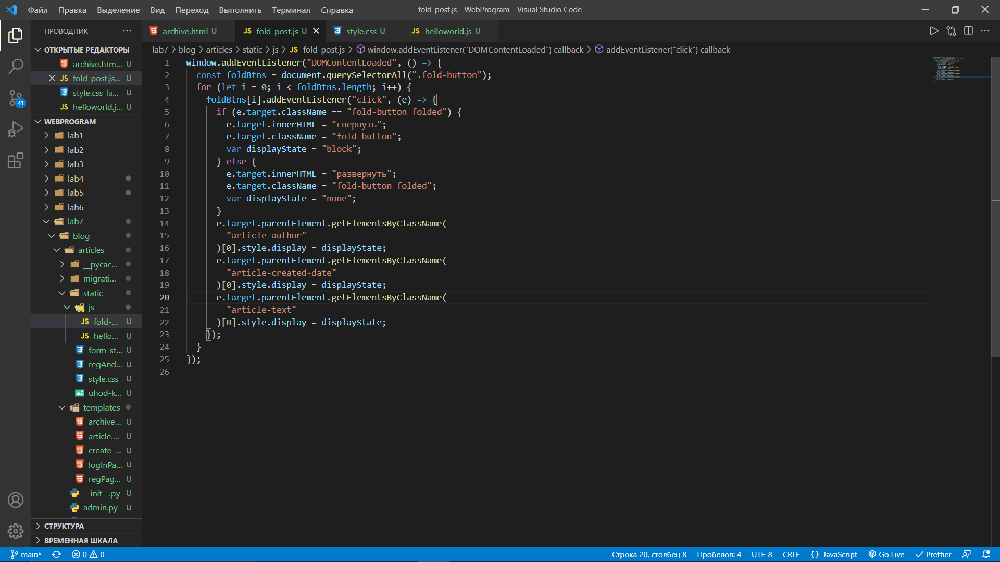 Файл Правка Выделение Вид Переход Выполнить Терминал Справка fold-post.js - WebProgram - Visual Studio Code
ПРОВОДНИК ...
archive.html U JS fold-post.js U style.css U JS helloworld.js U
ОТКРЫТЫЕ РЕДАКТОРЫ
archive.htm... U
JS fold-post.js... U
style.css la... U
JS helloworld.j... U
41
WEBPROGRAM
lab1
lab2
lab3
lab4
lab5
lab6
lab7
blog
articles
__pycac...
migrati...
static
js
JS fold-... U
JS hello... U
form_st... U
regAnd... U
style.css U
uhod-k... U
templates
archive... U
article.... U
create_... U
logInPa... U
regPag... U
__init__.py U
admin.py U
СТРУКТУРА
ВРЕМЕННАЯ ШКАЛА
lab7 > blog > articles > static > js > JS fold-post.js > window.addEventListener("DOMContentLoaded") callback > addEventListener("click") callback
1 window.addEventListener("DOMContentLoaded", () => {
2 const foldBtns = document.querySelectorAll(".fold-button");
3 for (let i = 0; i < foldBtns.length; i++) {
4 foldBtns[i].addEventListener("click", (e) => {
5 if (e.target.className == "fold-button folded") {
6 e.target.innerHTML = "свернуть";
7 e.target.className = "fold-button";
8 var displayState = "block";
9 } else {
10 e.target.innerHTML = "развернуть";
11 e.target.className = "fold-button folded";
12 var displayState = "none";
13 }
14 e.target.parentElement.getElementsByClassName(
15 "article-author"
16 )[0].style.display = displayState;
17 e.target.parentElement.getElementsByClassName(
18 "article-created-date"
19 )[0].style.display = displayState;
20 e.target.parentElement.getElementsByClassName(
21 "article-text"
22 )[0].style.display = displayState;
23 });
24 }
25 });
26
main* 0 0 Строка 20, столбец 8 Пробелов: 4 UTF-8 CRLF {} JavaScript Go Live Prettier